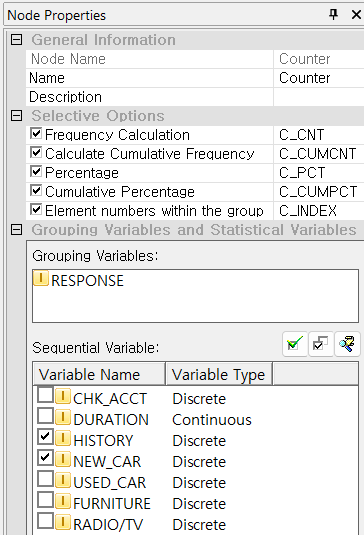 Node Properties
General Information
Node Name Counter
Name Counter
Description
Selective Options
Frequency Calculation C_CNT
Calculate Cumulative Frequency C_CUMCNT
Percentage C_PCT
Cumulative Percentage C_CUMPCT
Element numbers within the group C_INDEX
Grouping Variables and Statistical Variables
Grouping Variables:
RESPONSE
Sequential Variable:
Variable Name Variable Type
CHK_ACCT Discrete
DURATION Continuous
HISTORY Discrete
NEW_CAR Discrete
USED_CAR Discrete
FURNITURE Discrete
RADIO/TV Discrete